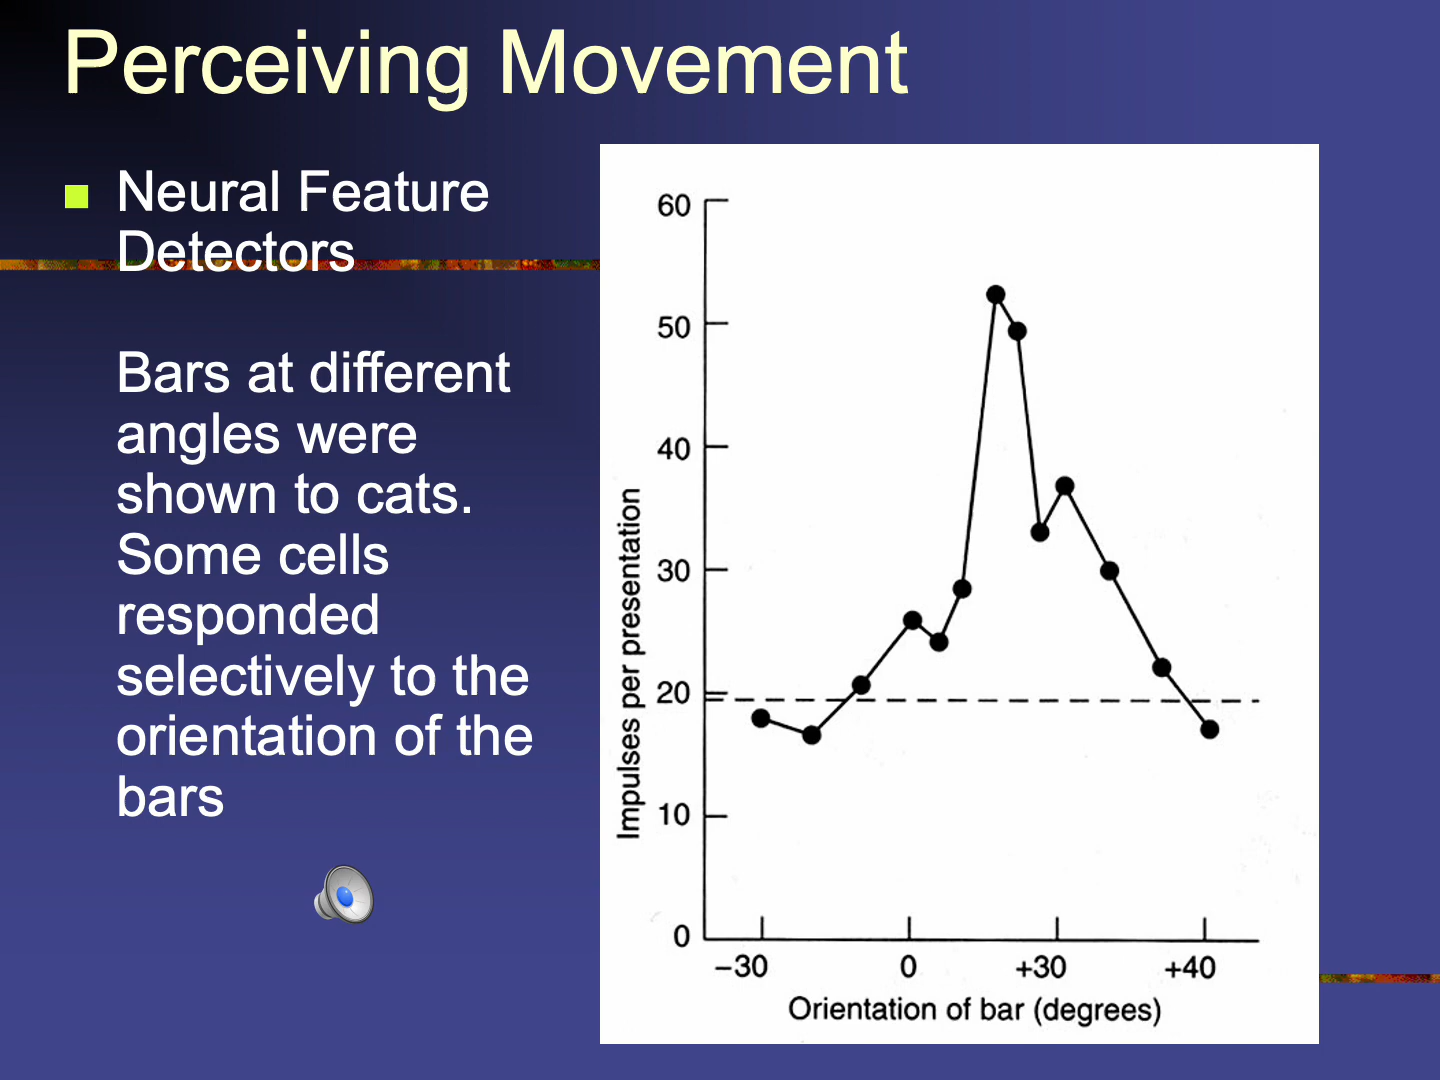 Perceiving Movement
Neural Feature
Detectors
Bars at different
angles were
shown to cats.
Some cells
responded
selectively to the
orientation of the
bars
Impulses per presentation
60
50
40
30
20
10
0
−30 0 +30 +40
Orientation of bar (degrees)